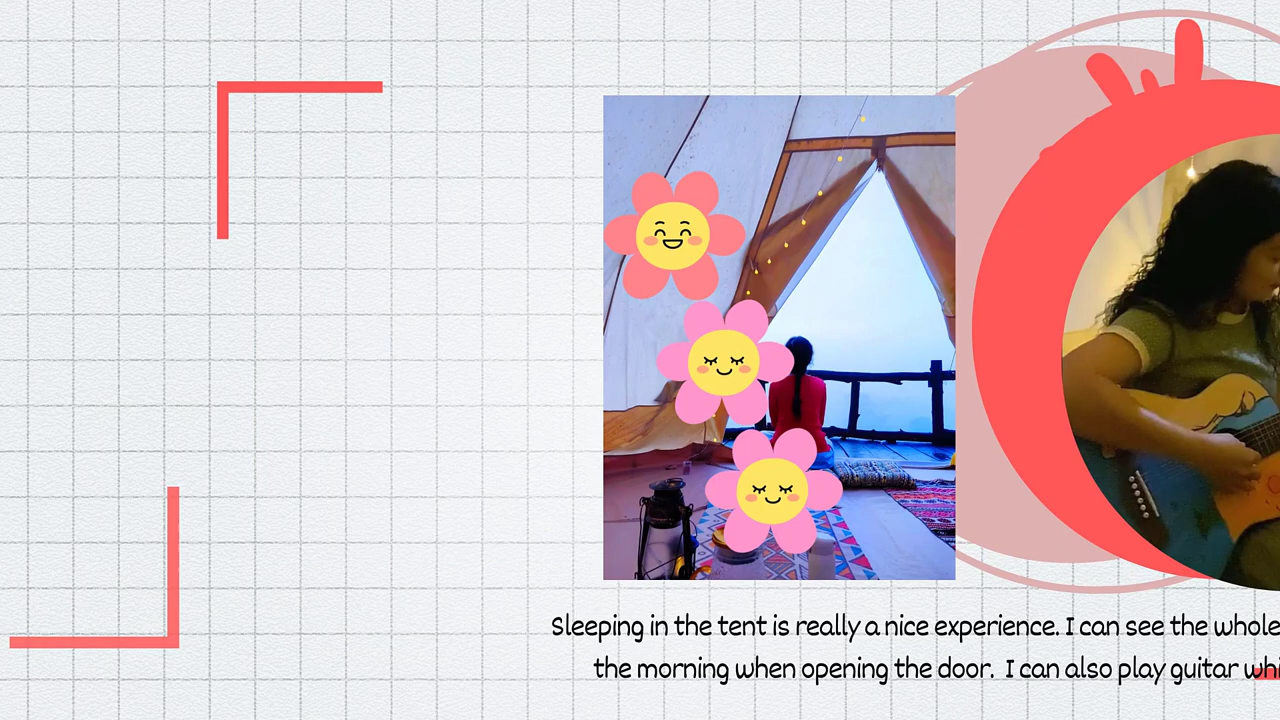 Sleeping in the tent is really a nice experience. I can see the whole
the morning when opening the door. I can also play guitar